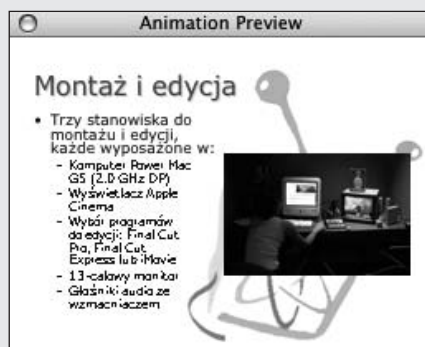 Animation Preview
Montaż i edycja
• Trzy stanowiska do
montażu i edycji,
każde wyposażone w:
– Komputer Power Mac
G5 (2.0 GHz DP)
– Wyświetlacz Apple
Cinema
– Wybór programów
do edycji: Final Cut
Pro, Final Cut
Express lub iMovie
– 13-calowy monitor
– Głośniki audio ze
wzmacniaczem